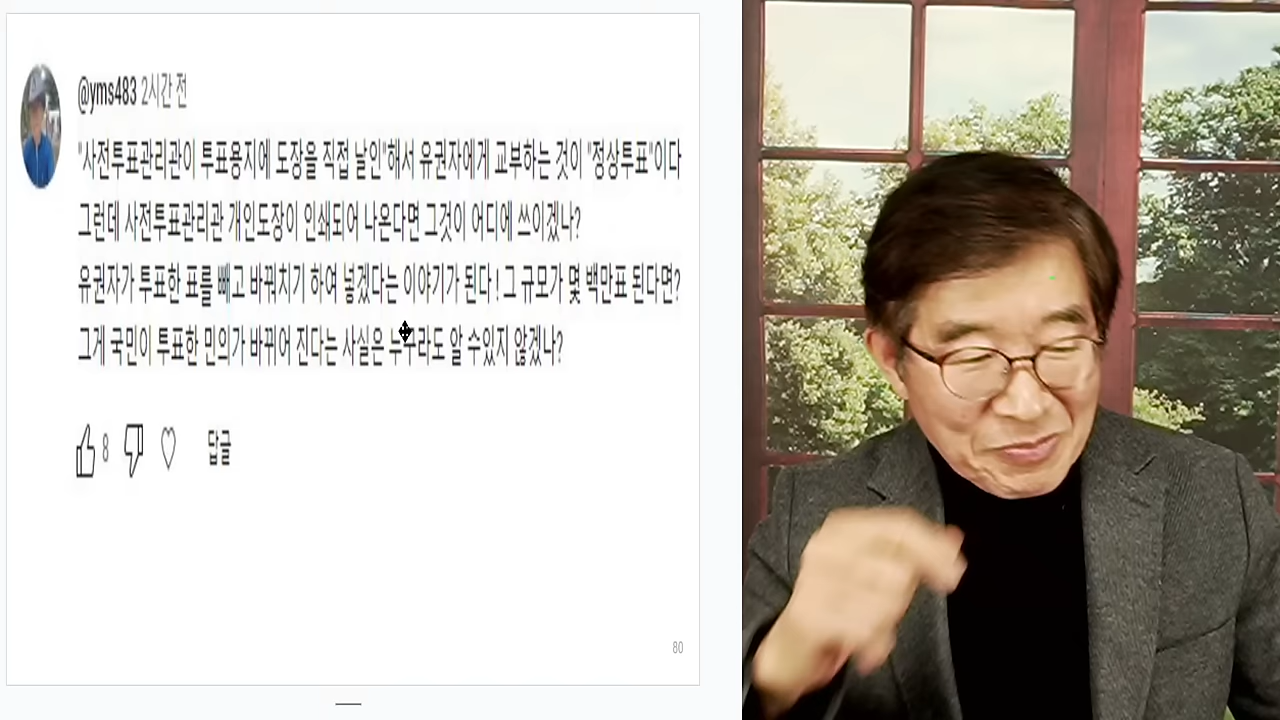 @yms483 2시간 전
"사전투표관리관이 투표용지에 도장을 직접 날인"해서 유권자에게 교부하는 것이 "정상투표"이다
그런데 사전투표관리관 개인도장이 인쇄되어 나온다면 그것이 어디에 쓰이겠나?
유권자가 투표한 표를 빼고 바꿔치기 하여 넣겠다는 이야기가 된다 ! 그 규모가 몇 백만표 된다면?
그게 국민이 투표한 민의가 바뀌어 진다는 사실은 누구라도 알 수있지 않겠나?
8 답글
80